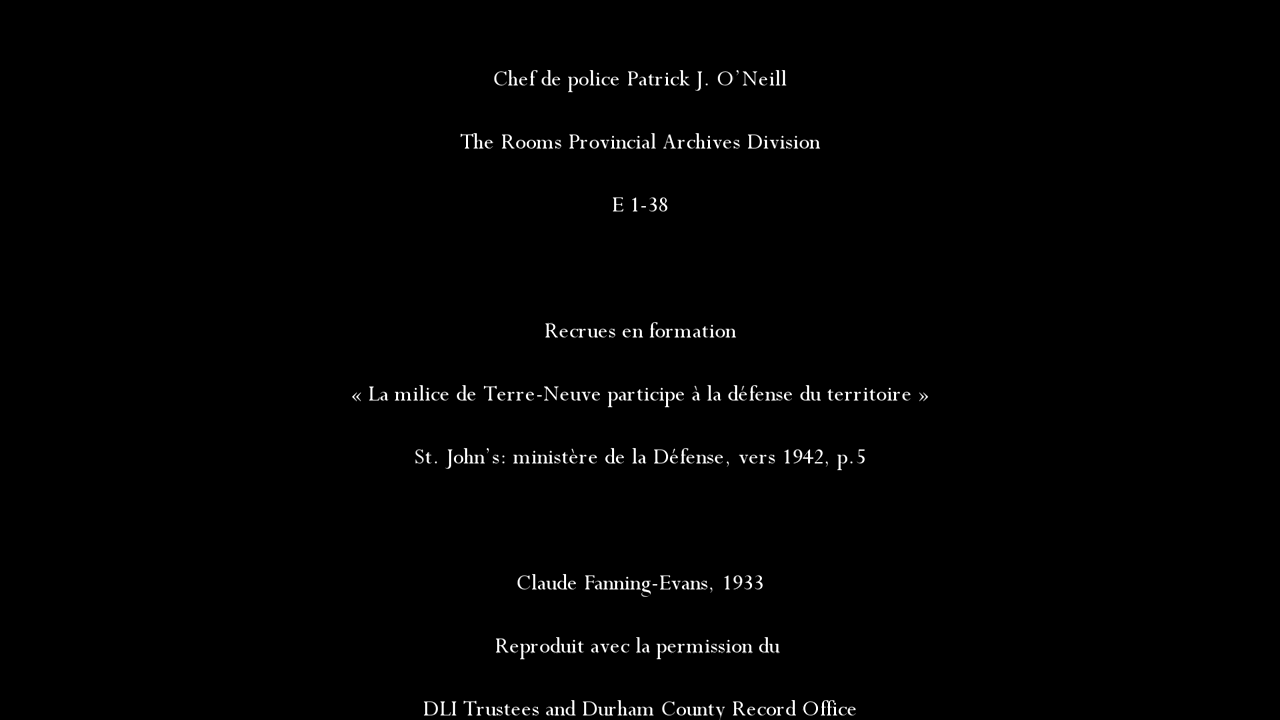 Chef de police Patrick J. O’Neill
The Rooms Provincial Archives Division
E 1-38
Recrues en formation
« La milice de Terre-Neuve participe à la défense du territoire »
St. John’s: ministère de la Défense, vers 1942, p.5
Claude Fanning-Evans, 1933
Reproduit avec la permission du
DLI Trustees and Durham County Record Office